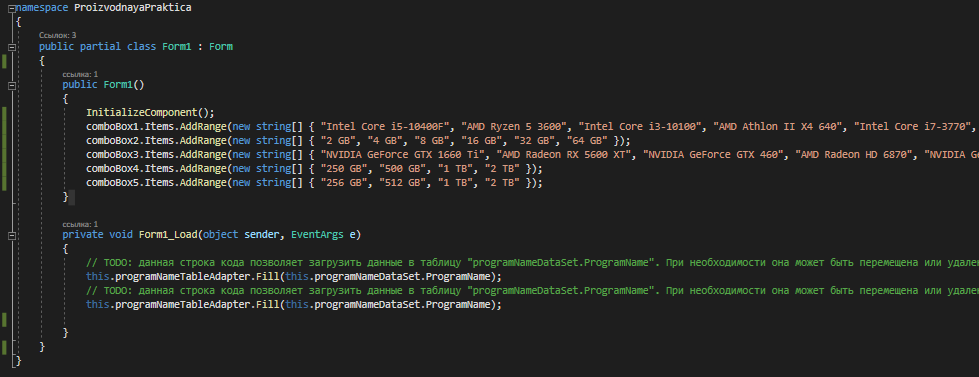 namespace ProizvodnayaPraktica
{
Ссылок: 3
public partial class Form1 : Form
{
ссылка: 1
public Form1()
{
InitializeComponent();
comboBox1.Items.AddRange(new string[] { "Intel Core i5-10400F", "AMD Ryzen 5 3600", "Intel Core i3-10100", "AMD Athlon II X4 640", "Intel Core i7-3770",
comboBox2.Items.AddRange(new string[] { "2 GB", "4 GB", "8 GB", "16 GB", "32 GB", "64 GB" });
comboBox3.Items.AddRange(new string[] { "NVIDIA GeForce GTX 1660 Ti", "AMD Radeon RX 5600 XT", "NVIDIA GeForce GTX 460", "AMD Radeon HD 6870", "NVIDIA Ge
comboBox4.Items.AddRange(new string[] { "250 GB", "500 GB", "1 TB", "2 TB" });
comboBox5.Items.AddRange(new string[] { "256 GB", "512 GB", "1 TB", "2 TB" });
}
ссылка: 1
private void Form1_Load(object sender, EventArgs e)
{
// TODO: данная строка кода позволяет загрузить данные в таблицу "programNameDataSet.ProgramName". При необходимости она может быть перемещена или удале
this.programNameTableAdapter.Fill(this.programNameDataSet.ProgramName);
// TODO: данная строка кода позволяет загрузить данные в таблицу "programNameDataSet.ProgramName". При необходимости она может быть перемещена или удале
this.programNameTableAdapter.Fill(this.programNameDataSet.ProgramName);
}
}
}